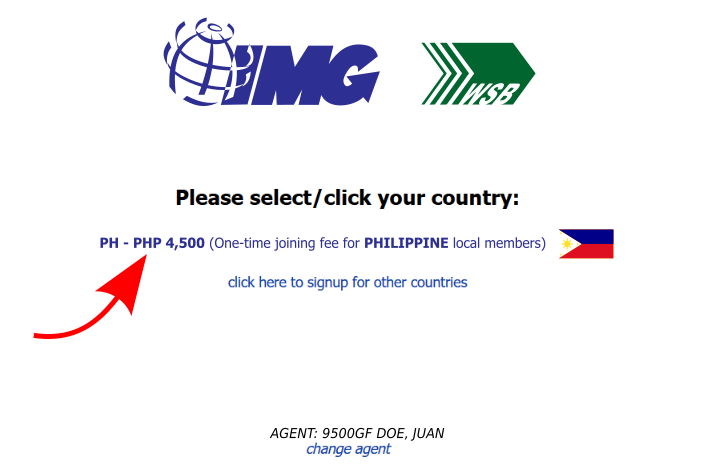 IMG
WSB
Please select/click your country:
PH - PHP 4,500 (One-time joining fee for PHILIPPINE local members)
click here to signup for other countries
AGENT: 9500GF DOE, JUAN
change agent